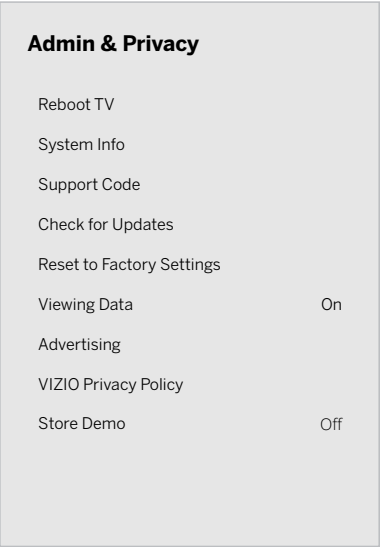 Admin & Privacy
Reboot TV
System Info
Support Code
Check for Updates
Reset to Factory Settings
Viewing Data On
Advertising
VIZIO Privacy Policy
Store Demo Off